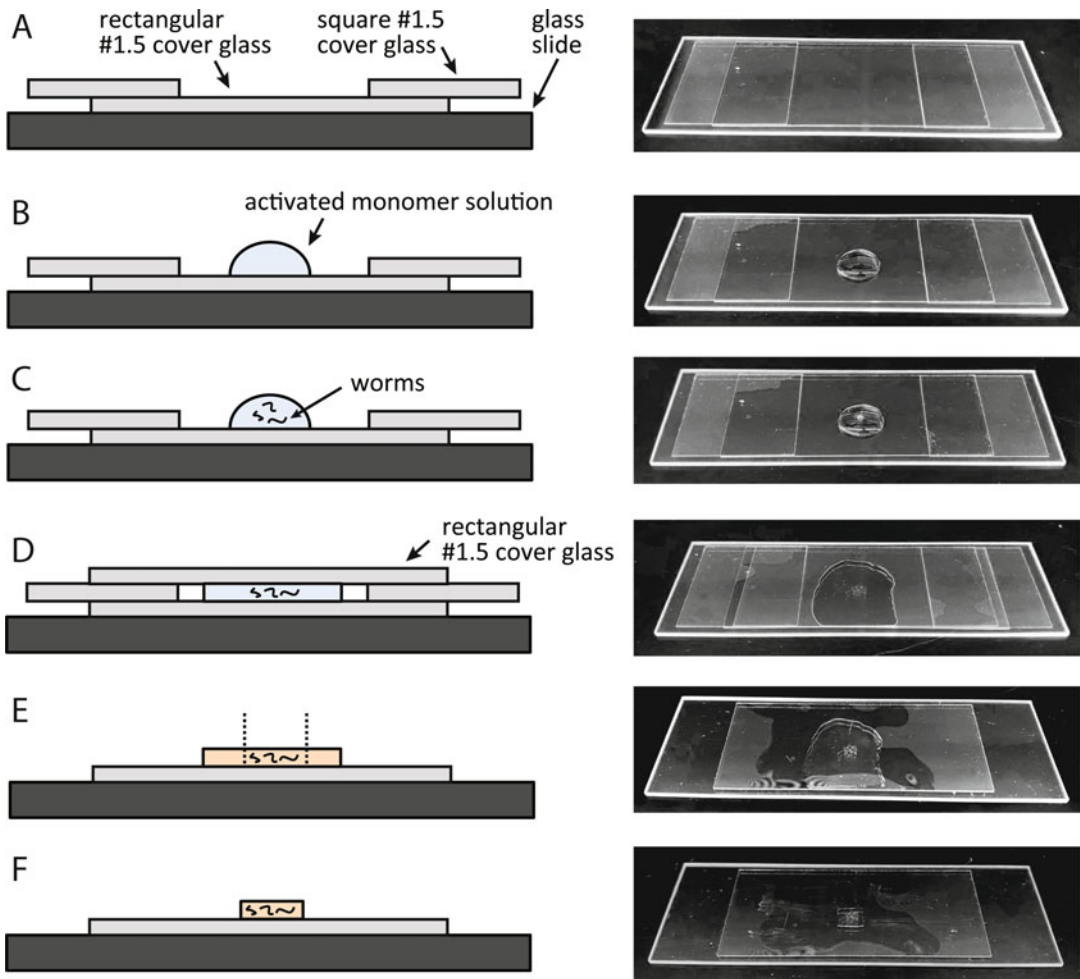 A
rectangular
#1.5 cover glass
square #1.5
cover glass
glass
slide
B
activated monomer solution
C
worms
D
rectangular
#1.5 cover glass
E
F